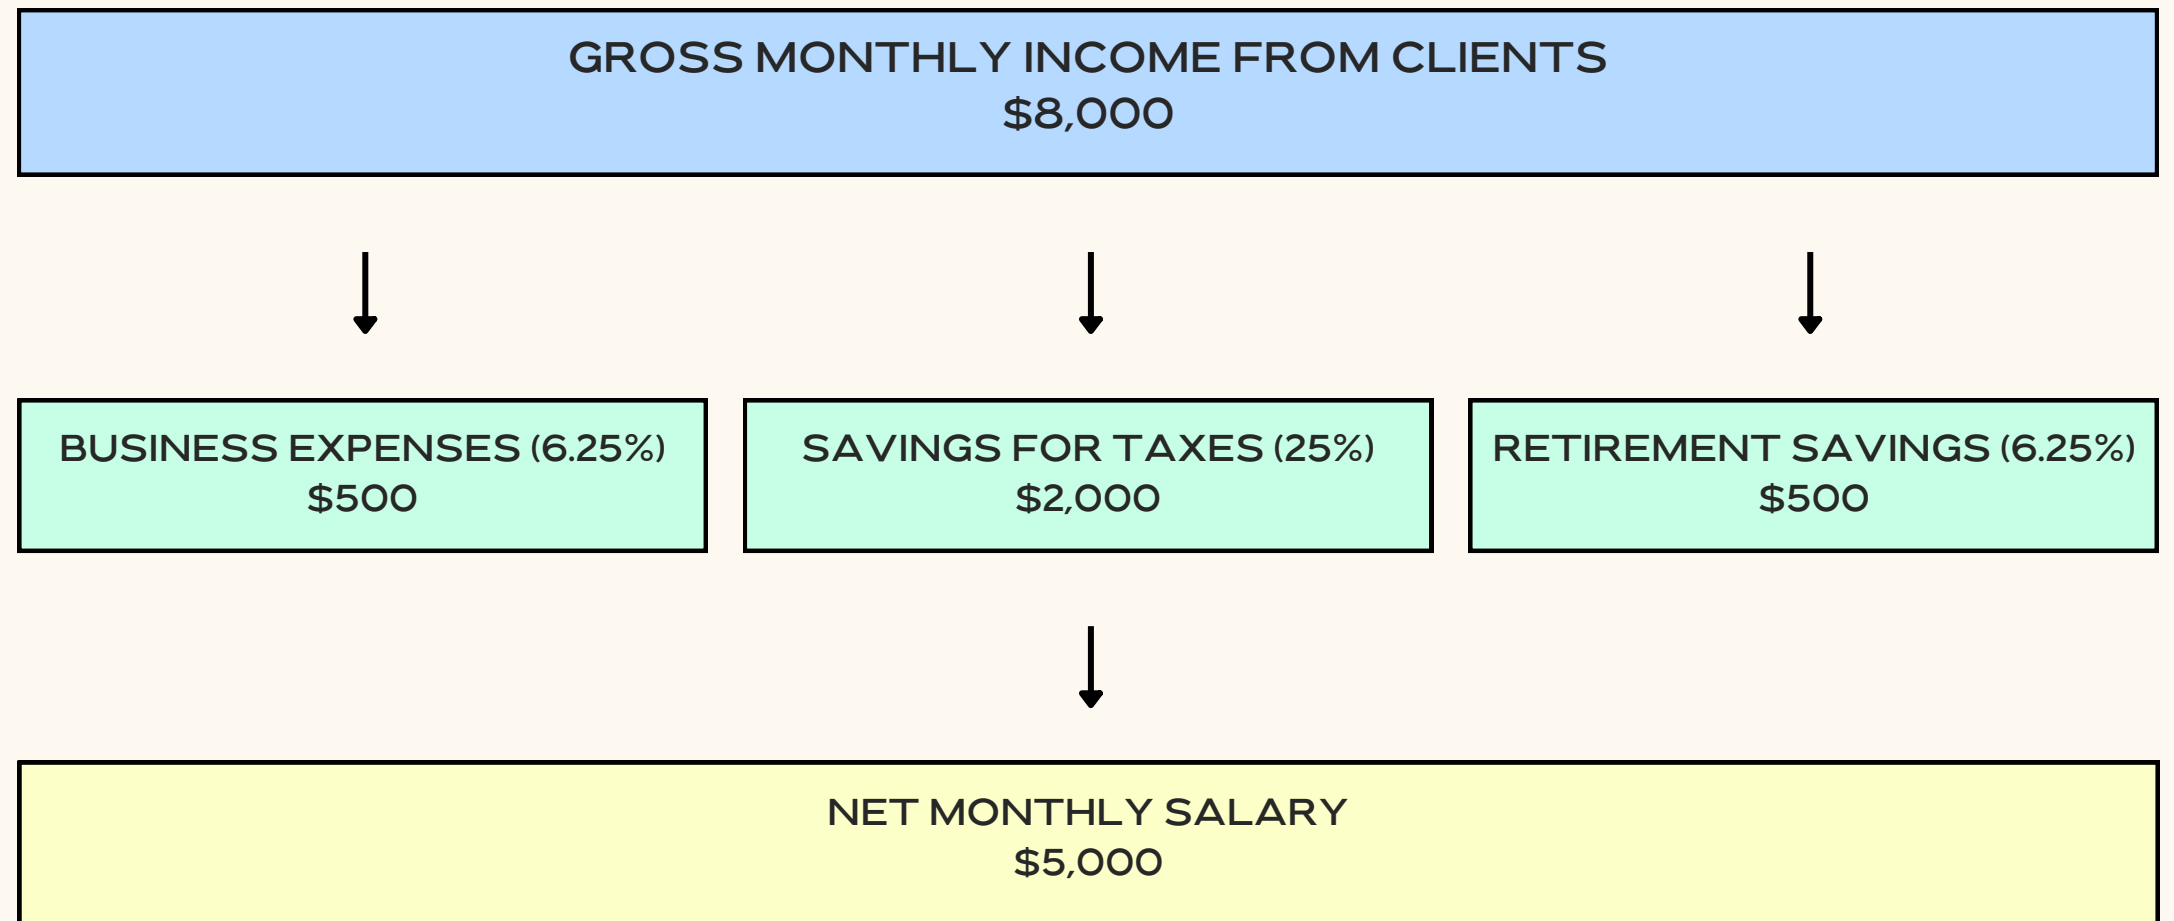 GROSS MONTHLY INCOME FROM CLIENTS
$8,000
BUSINESS EXPENSES (6.25%)
$500
SAVINGS FOR TAXES (25%)
$2,000
RETIREMENT SAVINGS (6.25%)
$500
NET MONTHLY SALARY
$5,000